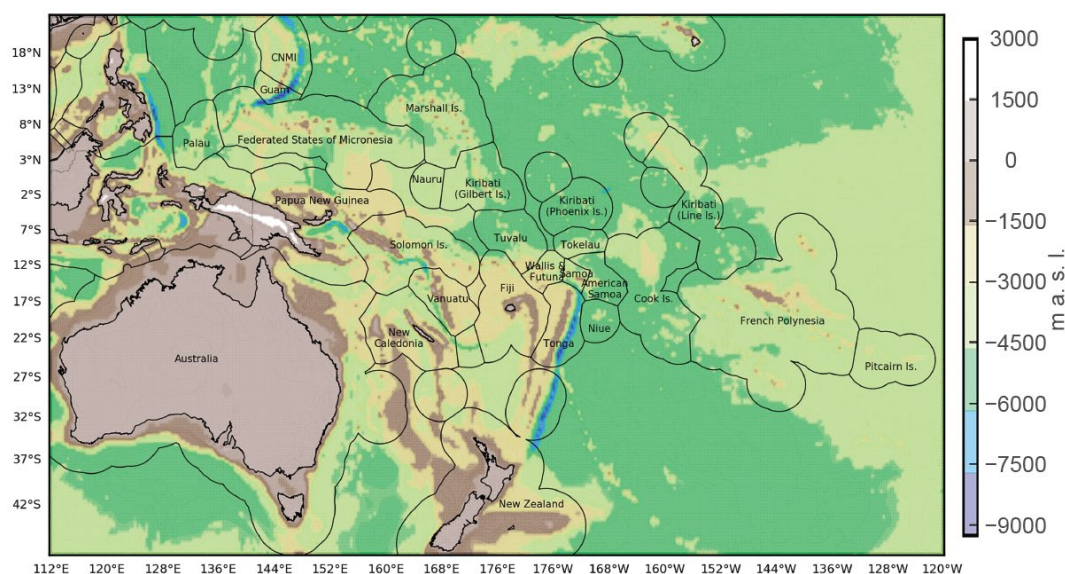 18°N
13°N
8°N
3°N
2°S
7°S
12°S
17°S
22°S
27°S
32°S
37°S
42°S
CNMI
Guam
Marshall Is.
Palau
Federated States of Micronesia
Nauru
Kiribati
(Gilbert Is.)
Kiribati
(Phoenix Is.)
Kiribati
(Line Is.)
Papua New Guinea
Solomon Is.
Tuvalu
Tokelau
Wallis &
Futuna
Samoa
American
Samoa
Vanuatu
Fiji
Cook Is.
French Polynesia
New
Caledonia
Niue
Tonga
Australia
Pitcairn Is.
New Zealand
112°E 120°E 128°E 136°E 144°E 152°E 160°E 168°E 176°E 176°W 168°W 160°W 152°W 144°W 136°W 128°W 120°W
3000
1500
0
−1500
−3000
−4500
−6000
−7500
−9000
m a. s. l.